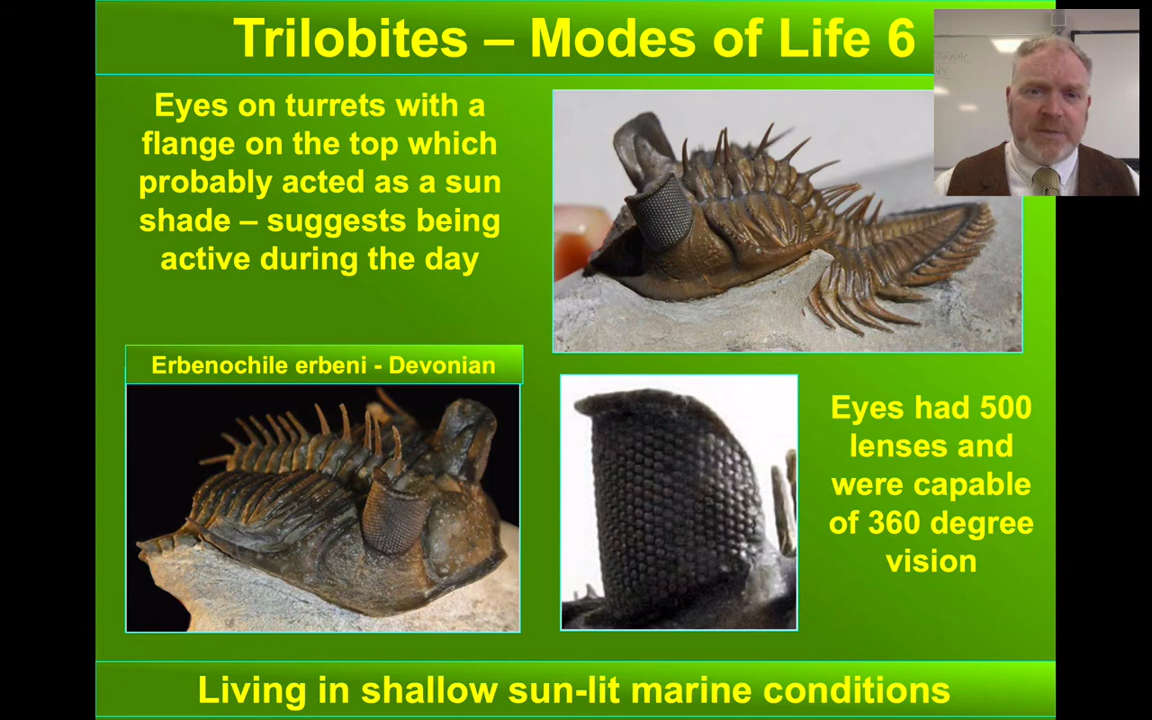 Trilobites – Modes of Life 6
Eyes on turrets with a
flange on the top which
probably acted as a sun
shade – suggests being
active during the day
Erbenochile erbeni - Devonian
Eyes had 500
lenses and
were capable
of 360 degree
vision
Living in shallow sun-lit marine conditions